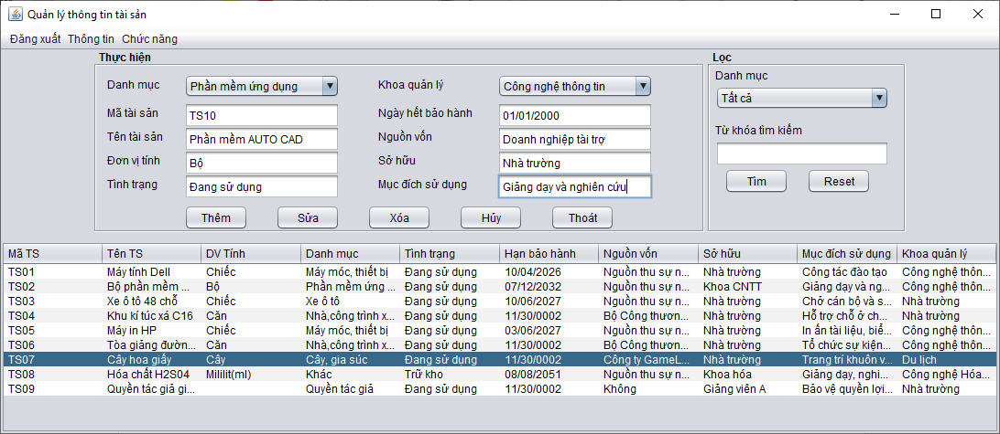 Quản lý thông tin tài sản
Đăng xuất Thông tin Chức năng
Thực hiện
Danh mục Phần mềm ứng dụng Khoa quản lý Công nghệ thông tin
Mã tài sản TS10 Ngày hết bảo hành 01/01/2000
Tên tài sản Phần mềm AUTO CAD Nguồn vốn Doanh nghiệp tài trợ
Đơn vị tính Bộ Sở hữu Nhà trường
Tình trạng Đang sử dụng Mục đích sử dụng Giảng dạy và nghiên cứu
Thêm Sửa Xóa Hủy Thoát
Lọc
Danh mục
Tất cả
Từ khóa tìm kiếm
Tìm Reset
Mã TS Tên TS DV Tính Danh mục Tình trạng Hạn bảo hành Nguồn vốn Sở hữu Mục đích sử dụng Khoa quản lý
TS01 Máy tính Dell Chiếc Máy móc, thiết bị Đang sử dụng 10/04/2026 Nguồn thu sự n... Nhà trường Công tác đào tạo Công nghệ thôn...
TS02 Bộ phần mềm ... Bộ Phần mềm ứng ... Đang sử dụng 07/12/2032 Nguồn thu sự n... Khoa CNTT Giảng dạy và ng... Công nghệ thôn...
TS03 Xe ô tô 48 chỗ Chiếc Xe ô tô Đang sử dụng 10/06/2027 Nguồn thu sự n... Nhà trường Chở cán bộ và s... Nhà trường
TS04 Khu kí túc xá C16 Căn Nhà,công trình x... Đang sử dụng 11/30/0002 Bộ Công thươn... Nhà trường Hỗ trợ chỗ ở ch... Nhà trường
TS05 Máy in HP Chiếc Máy móc, thiết bị Đang sử dụng 03/06/2027 Nguồn thu sự n... Nhà trường In ấn tài liệu, biể... Công nghệ thôn...
TS06 Tòa giảng đườn... Căn Nhà,công trình x... Đang sử dụng 11/30/0002 Bộ Công thươn... Nhà trường Tổ chức sự kiện... Công nghệ thôn...
TS07 Cây hoa giấy Cây Cây, gia súc Đang sử dụng 11/30/0002 Công ty GameL... Nhà trường Trang trí khuôn v... Du lịch
TS08 Hóa chất H2S04 Mililit(ml) Khác Trữ kho 08/08/2051 Nguồn thu sự n... Khoa hóa Giảng dạy, nghi... Công nghệ Hóa...
TS09 Quyền tác giả gi... Quyền tác giả Đang sử dụng 11/30/0002 Không Giảng viên A Bảo vệ quyền lợi... Nhà trường